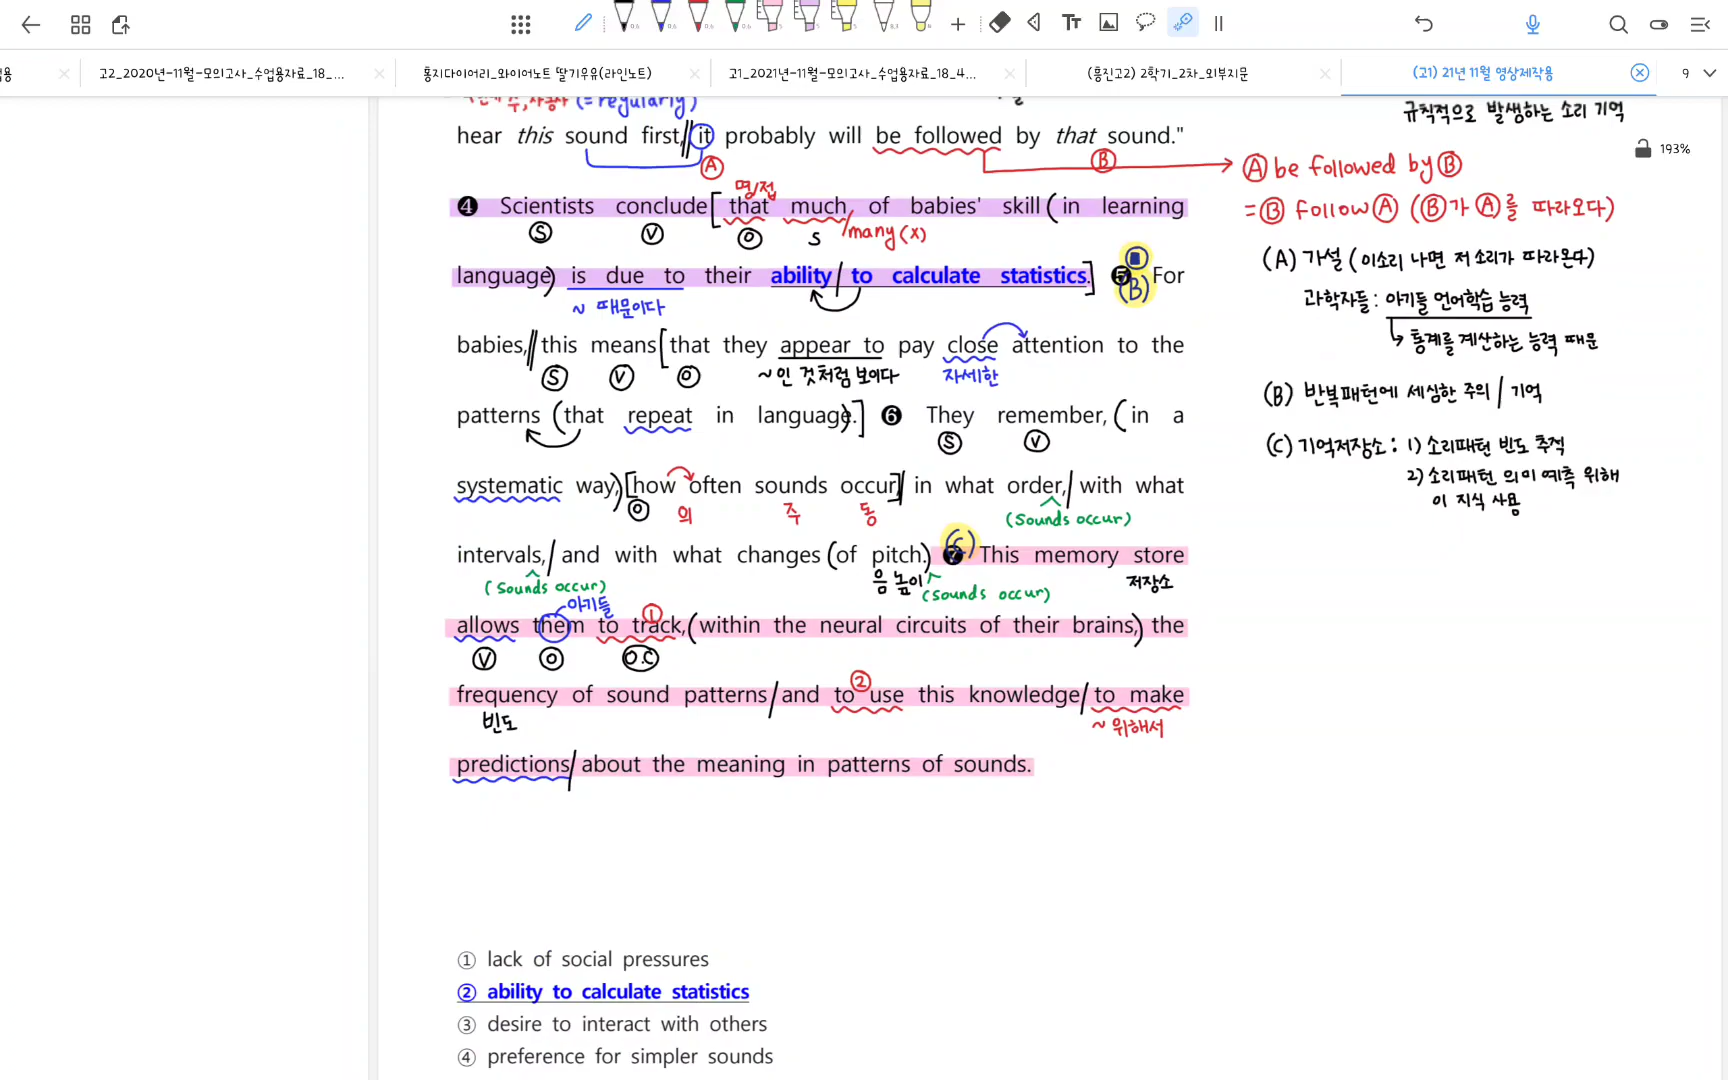 고2_2020년-11월-모의고사_수업용자료_18_...
홍지다이어리_와이어노트 딸기우유(라인노트)
고1_2021년-11월-모의고사_수업용자료_18_4...
(흥진고2) 2학기_2차_외부지문
(고1) 21년 11월 영상제작용
9
193%
(= regularly)
hear this sound first, it probably will be followed by that sound."
Ⓐ
Ⓑ
명/접
❹ Scientists conclude [ that much of babies' skill ( in learning
Ⓢ Ⓥ Ⓞ S /many (x)
language) is due to their ability / to calculate statistics. ] ❺ For
(B)
~ 때문이다
babies, // this means [ that they appear to pay close attention to the
Ⓢ Ⓥ Ⓞ ~인 것처럼 보이다 자세한
patterns ( that repeat in language). ] ❻ They remember, ( in a
Ⓢ Ⓥ
systematic way,) [ how often sounds occur, ] / in what order, / with what
Ⓞ 의 주 동 (sounds occur)
intervals, / and with what changes ( of pitch.) ❼ This memory store
(C)
(sounds occur) 음 높이 (sounds occur) 저장소
아기들 ①
allows them to track, ( within the neural circuits of their brains, ) the
Ⓥ Ⓞ O.C
②
frequency of sound patterns / and to use this knowledge / to make
빈도 ~ 위해서
predictions / about the meaning in patterns of sounds.
① lack of social pressures
② ability to calculate statistics
③ desire to interact with others
④ preference for simpler sounds
규칙적으로 발생하는 소리 기억
Ⓐ be followed by Ⓑ
= Ⓑ follow Ⓐ (Ⓑ가 Ⓐ를 따라오다)
(A) 가설 (이소리 나면 저 소리가 따라온다)
과학자들 : 아기들 언어학습 능력
↳ 통계를 계산하는 능력 때문
(B) 반복패턴에 세심한 주의 / 기억
(C) 기억저장소 : 1) 소리패턴 빈도 추적
2) 소리패턴 의미 예측 위해
이 지식 사용